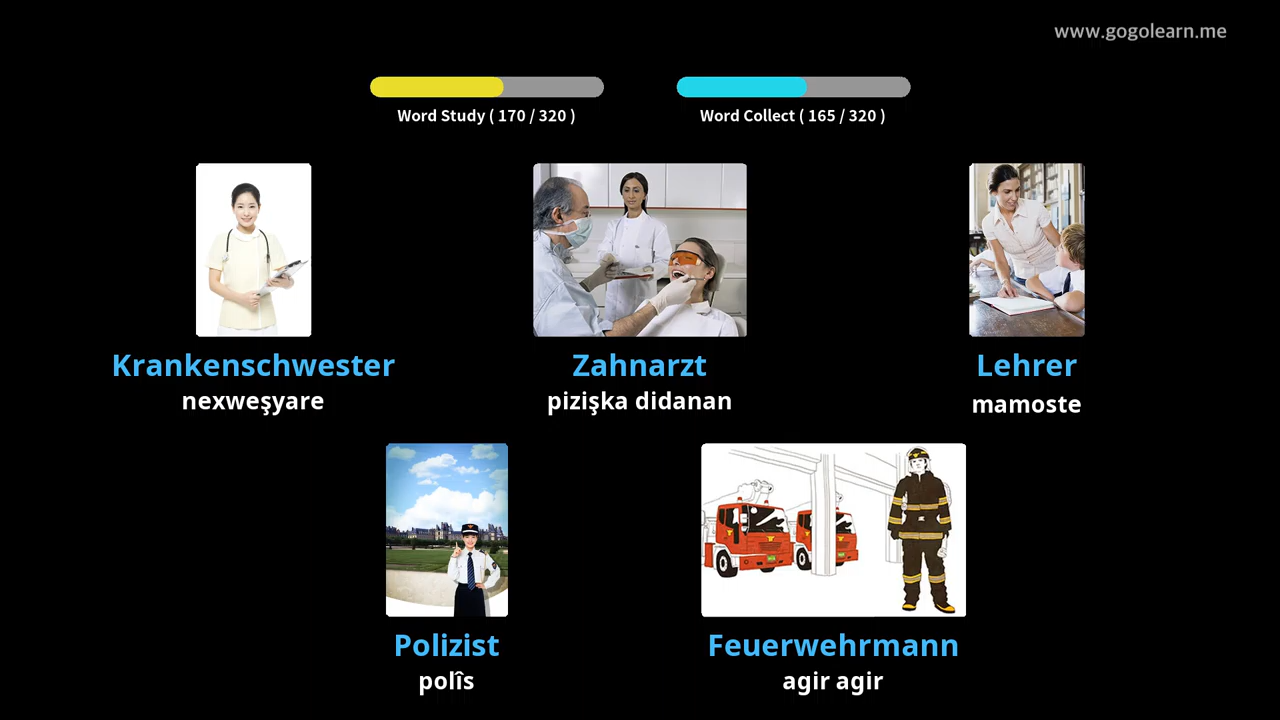 www.gogolearn.me
Word Study ( 170 / 320 )
Word Collect ( 165 / 320 )
Krankenschwester
nexweşyare
Zahnarzt
pizişka didanan
Lehrer
mamoste
Polizist
polîs
Feuerwehrmann
agir agir